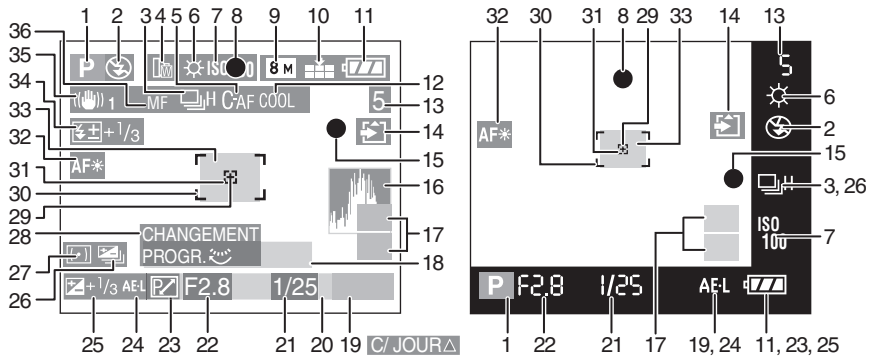 36 1 2 3 4 5 6 7 8 9 10 11
P ISO 8 M
35 1 MF H C-AF COOL 12
34 5 13
33 +1/3 14
32 AF 15
31 16
30
29
28 CHANGEMENT 17
PROGR. 18
27
26
+1/3 AE·L P F2.8 1/25
25 24 23 22 21 20 19 C/ JOUR
32 30 31 8 29 33 14 13
5
6
AF 2
15
H 3, 26
ISO
100 7
P F2.8 1/25 AE·L
1 22 21 17 19, 24 11, 23, 25